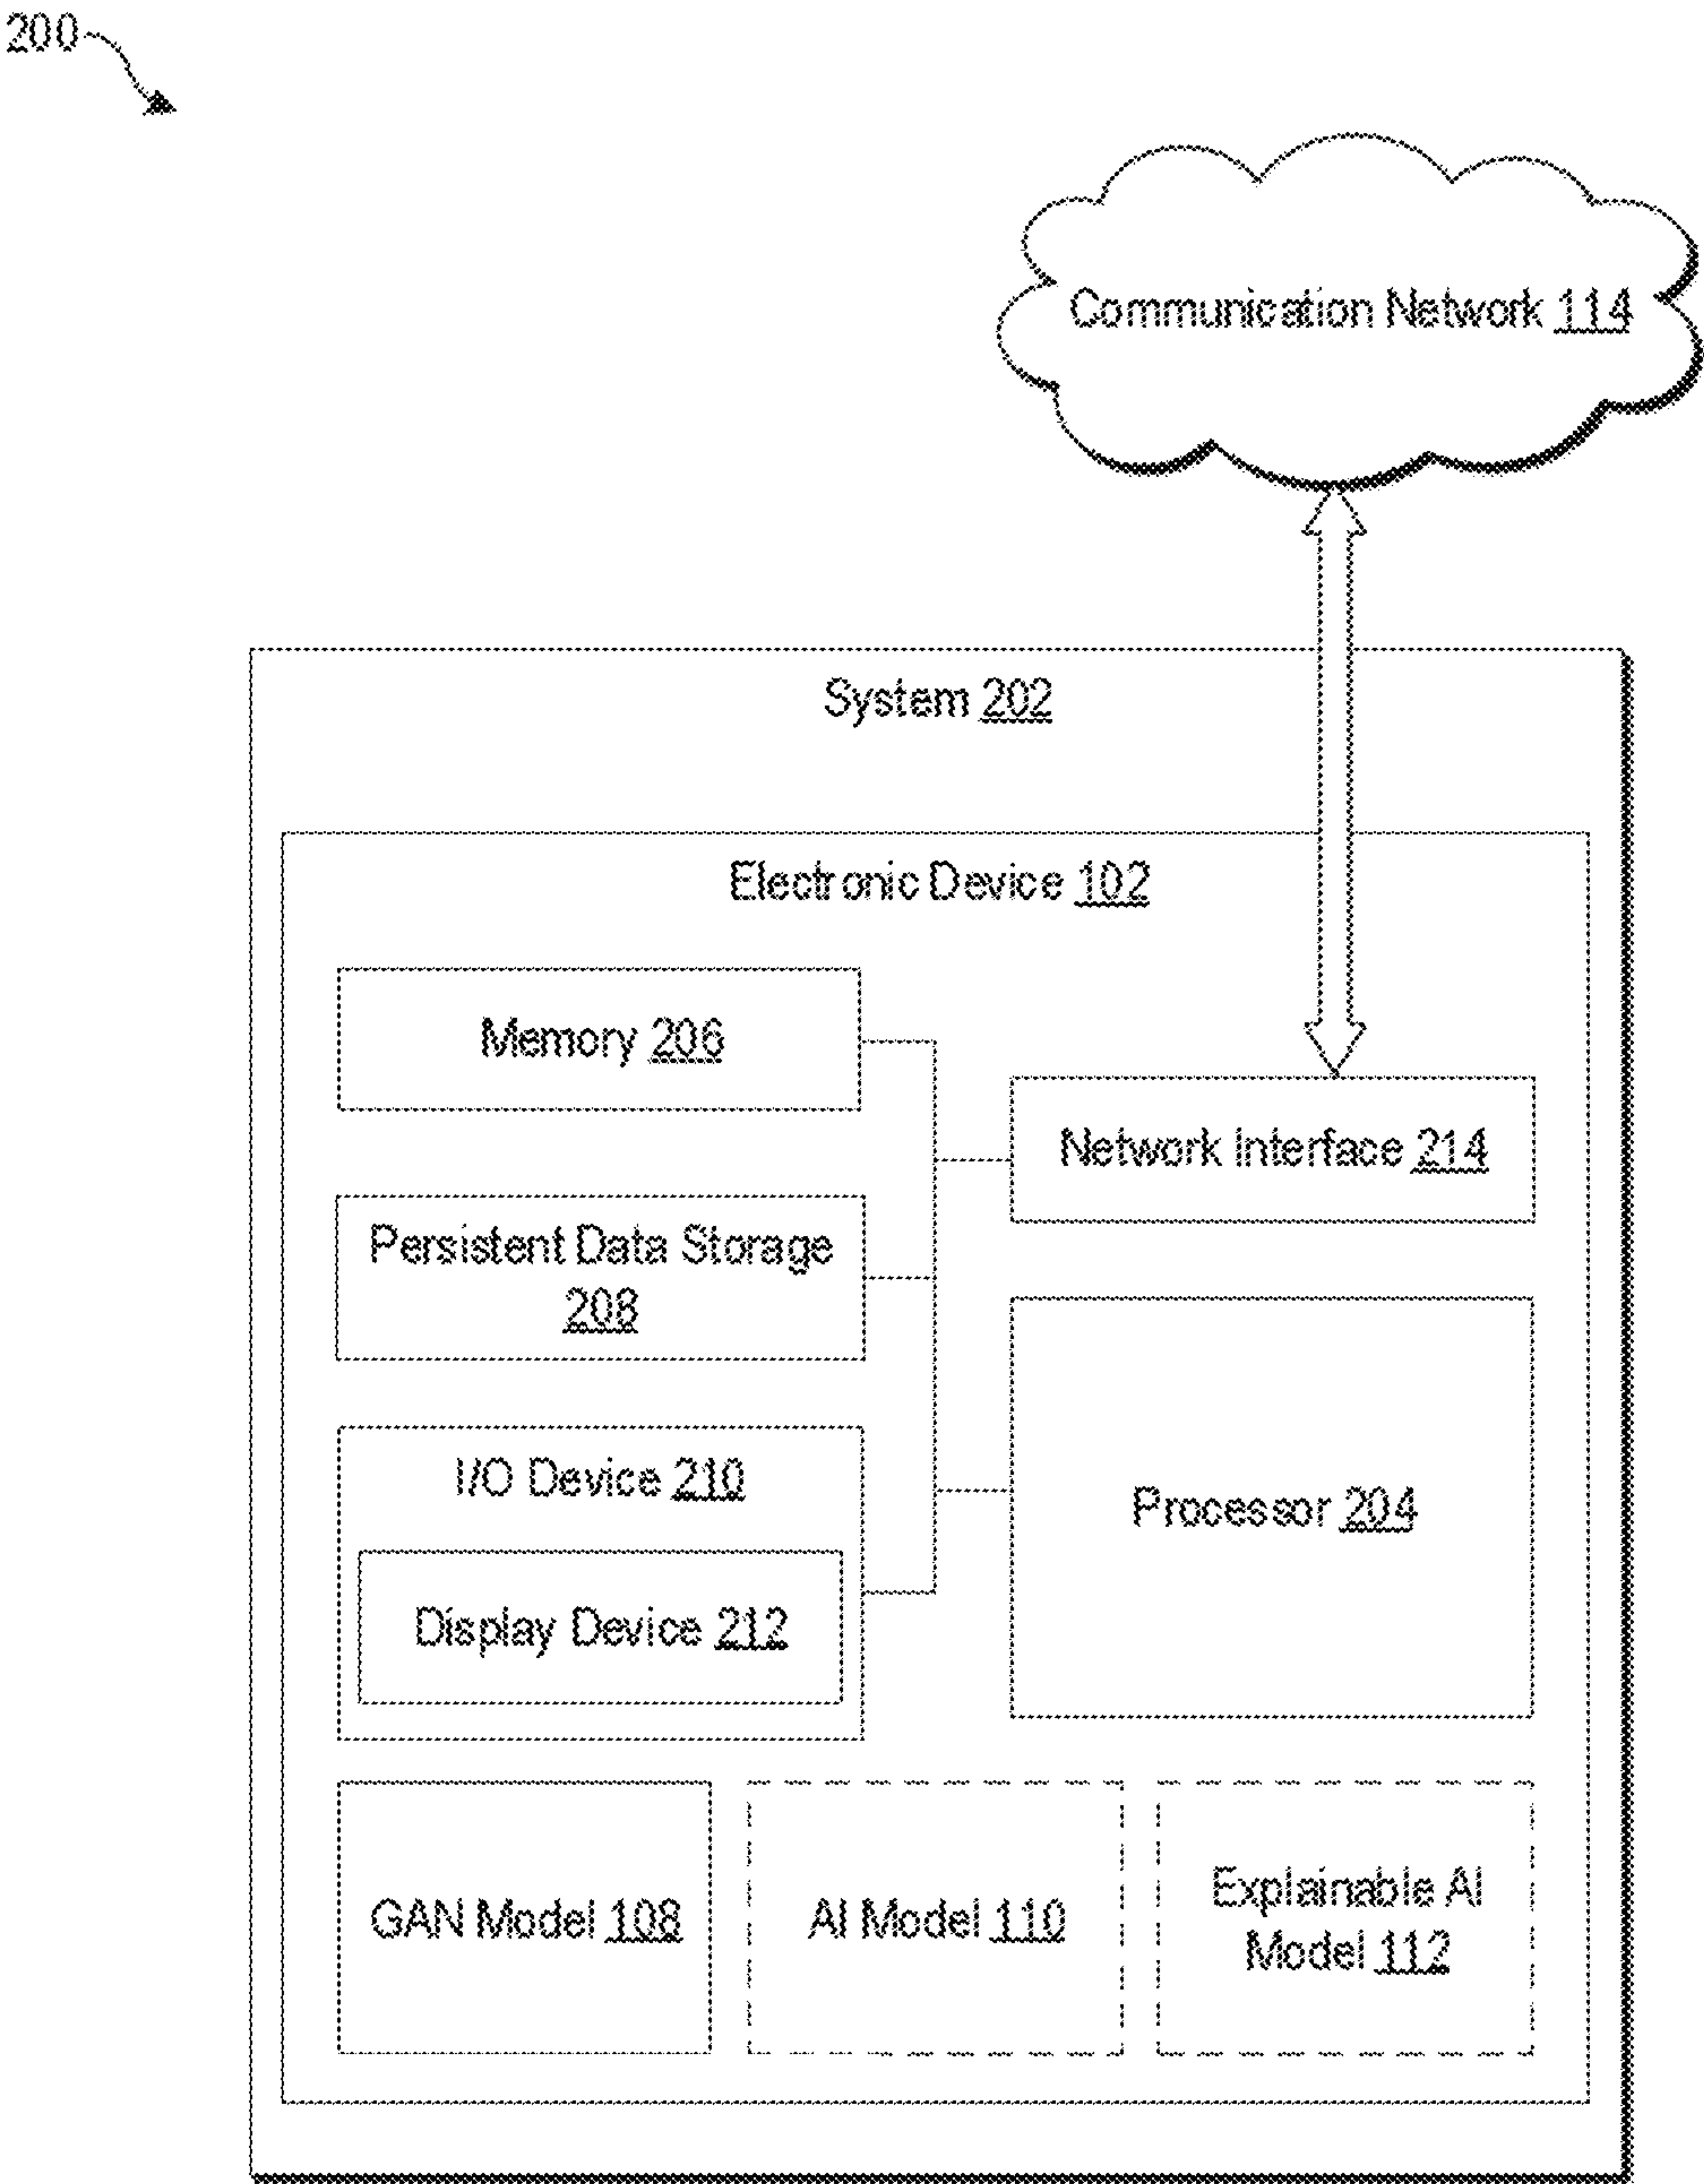 200
Communication Network 114
System 202
Electronic Device 102
Memory 206
Network Interface 214
Persistent Data Storage
208
I/O Device 210
Processor 204
Display Device 212
GAN Model 108
AI Model 110
Explainable AI
Model 112